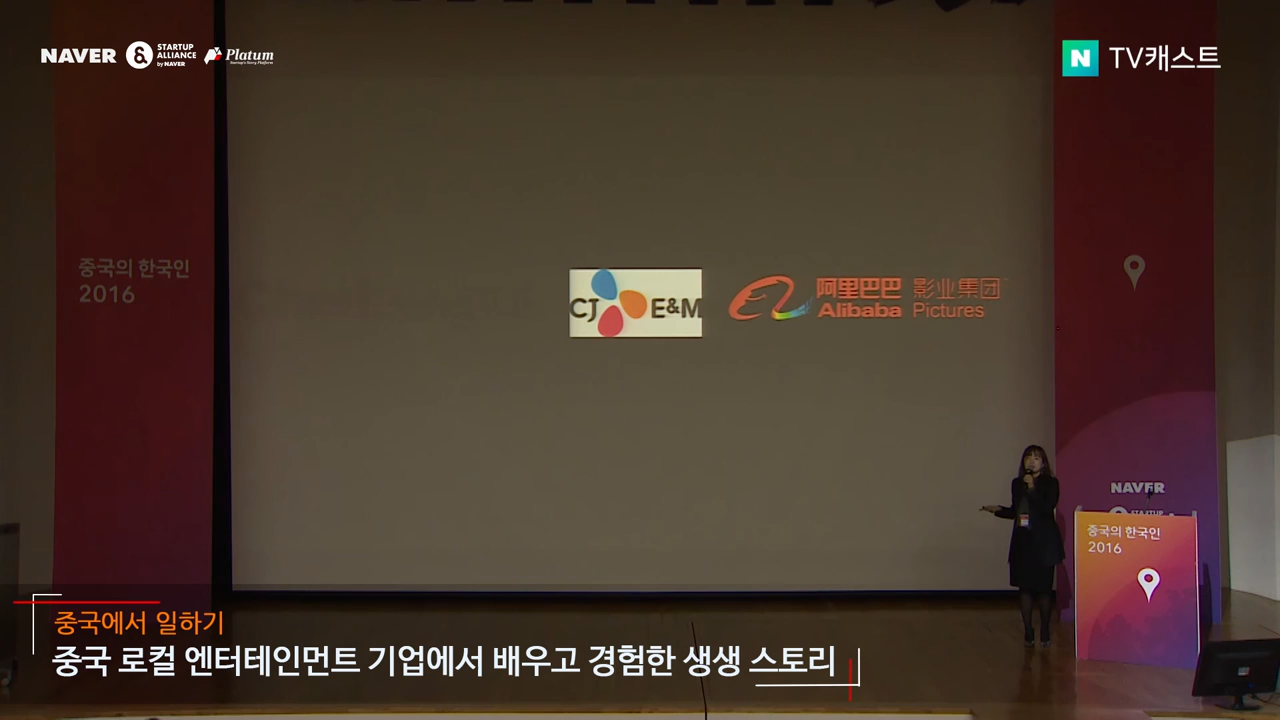 NAVER & STARTUP ALLIANCE by NAVER Platum
Startup's Story Platform
N TV캐스트
중국의 한국인
2016
CJ E&M
阿里巴巴 影业集团
Alibaba Pictures
NAVER
중국의 한국인
2016
중국에서 일하기
중국 로컬 엔터테인먼트 기업에서 배우고 경험한 생생 스토리